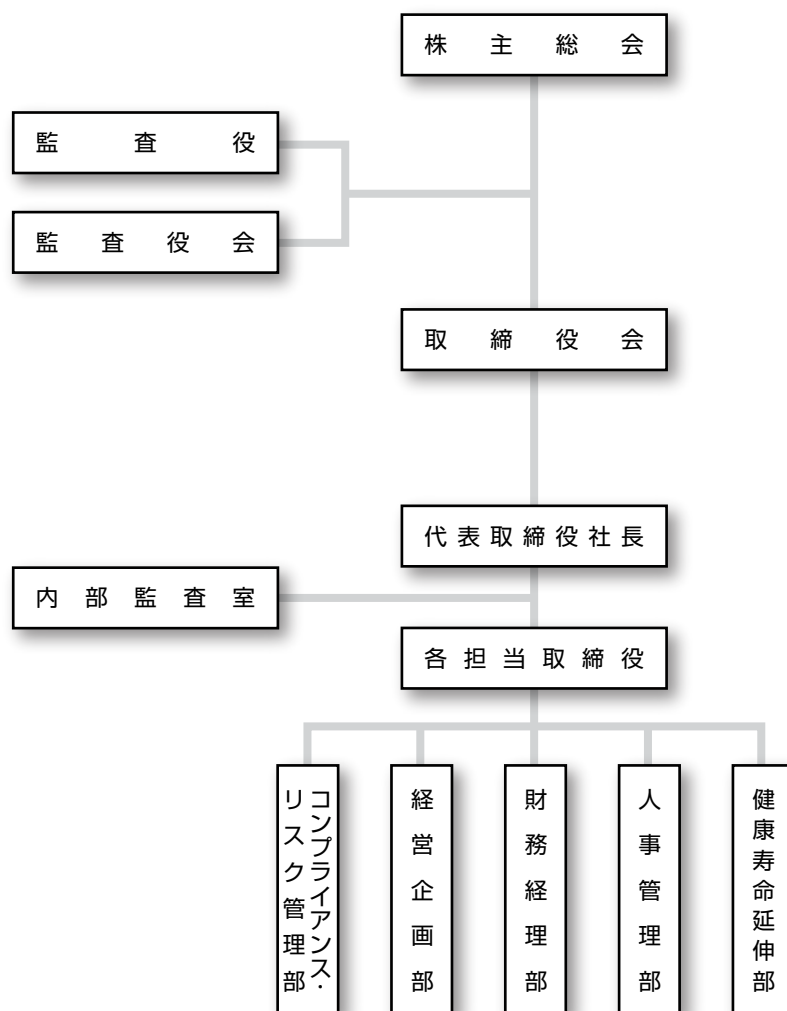 株主総会
監査役
監査役会
取締役会
代表取締役社長
内部監査室
各担当取締役
コンプライアンス・
リスク管理部
経営企画部
財務経理部
人事管理部
健康寿命延伸部